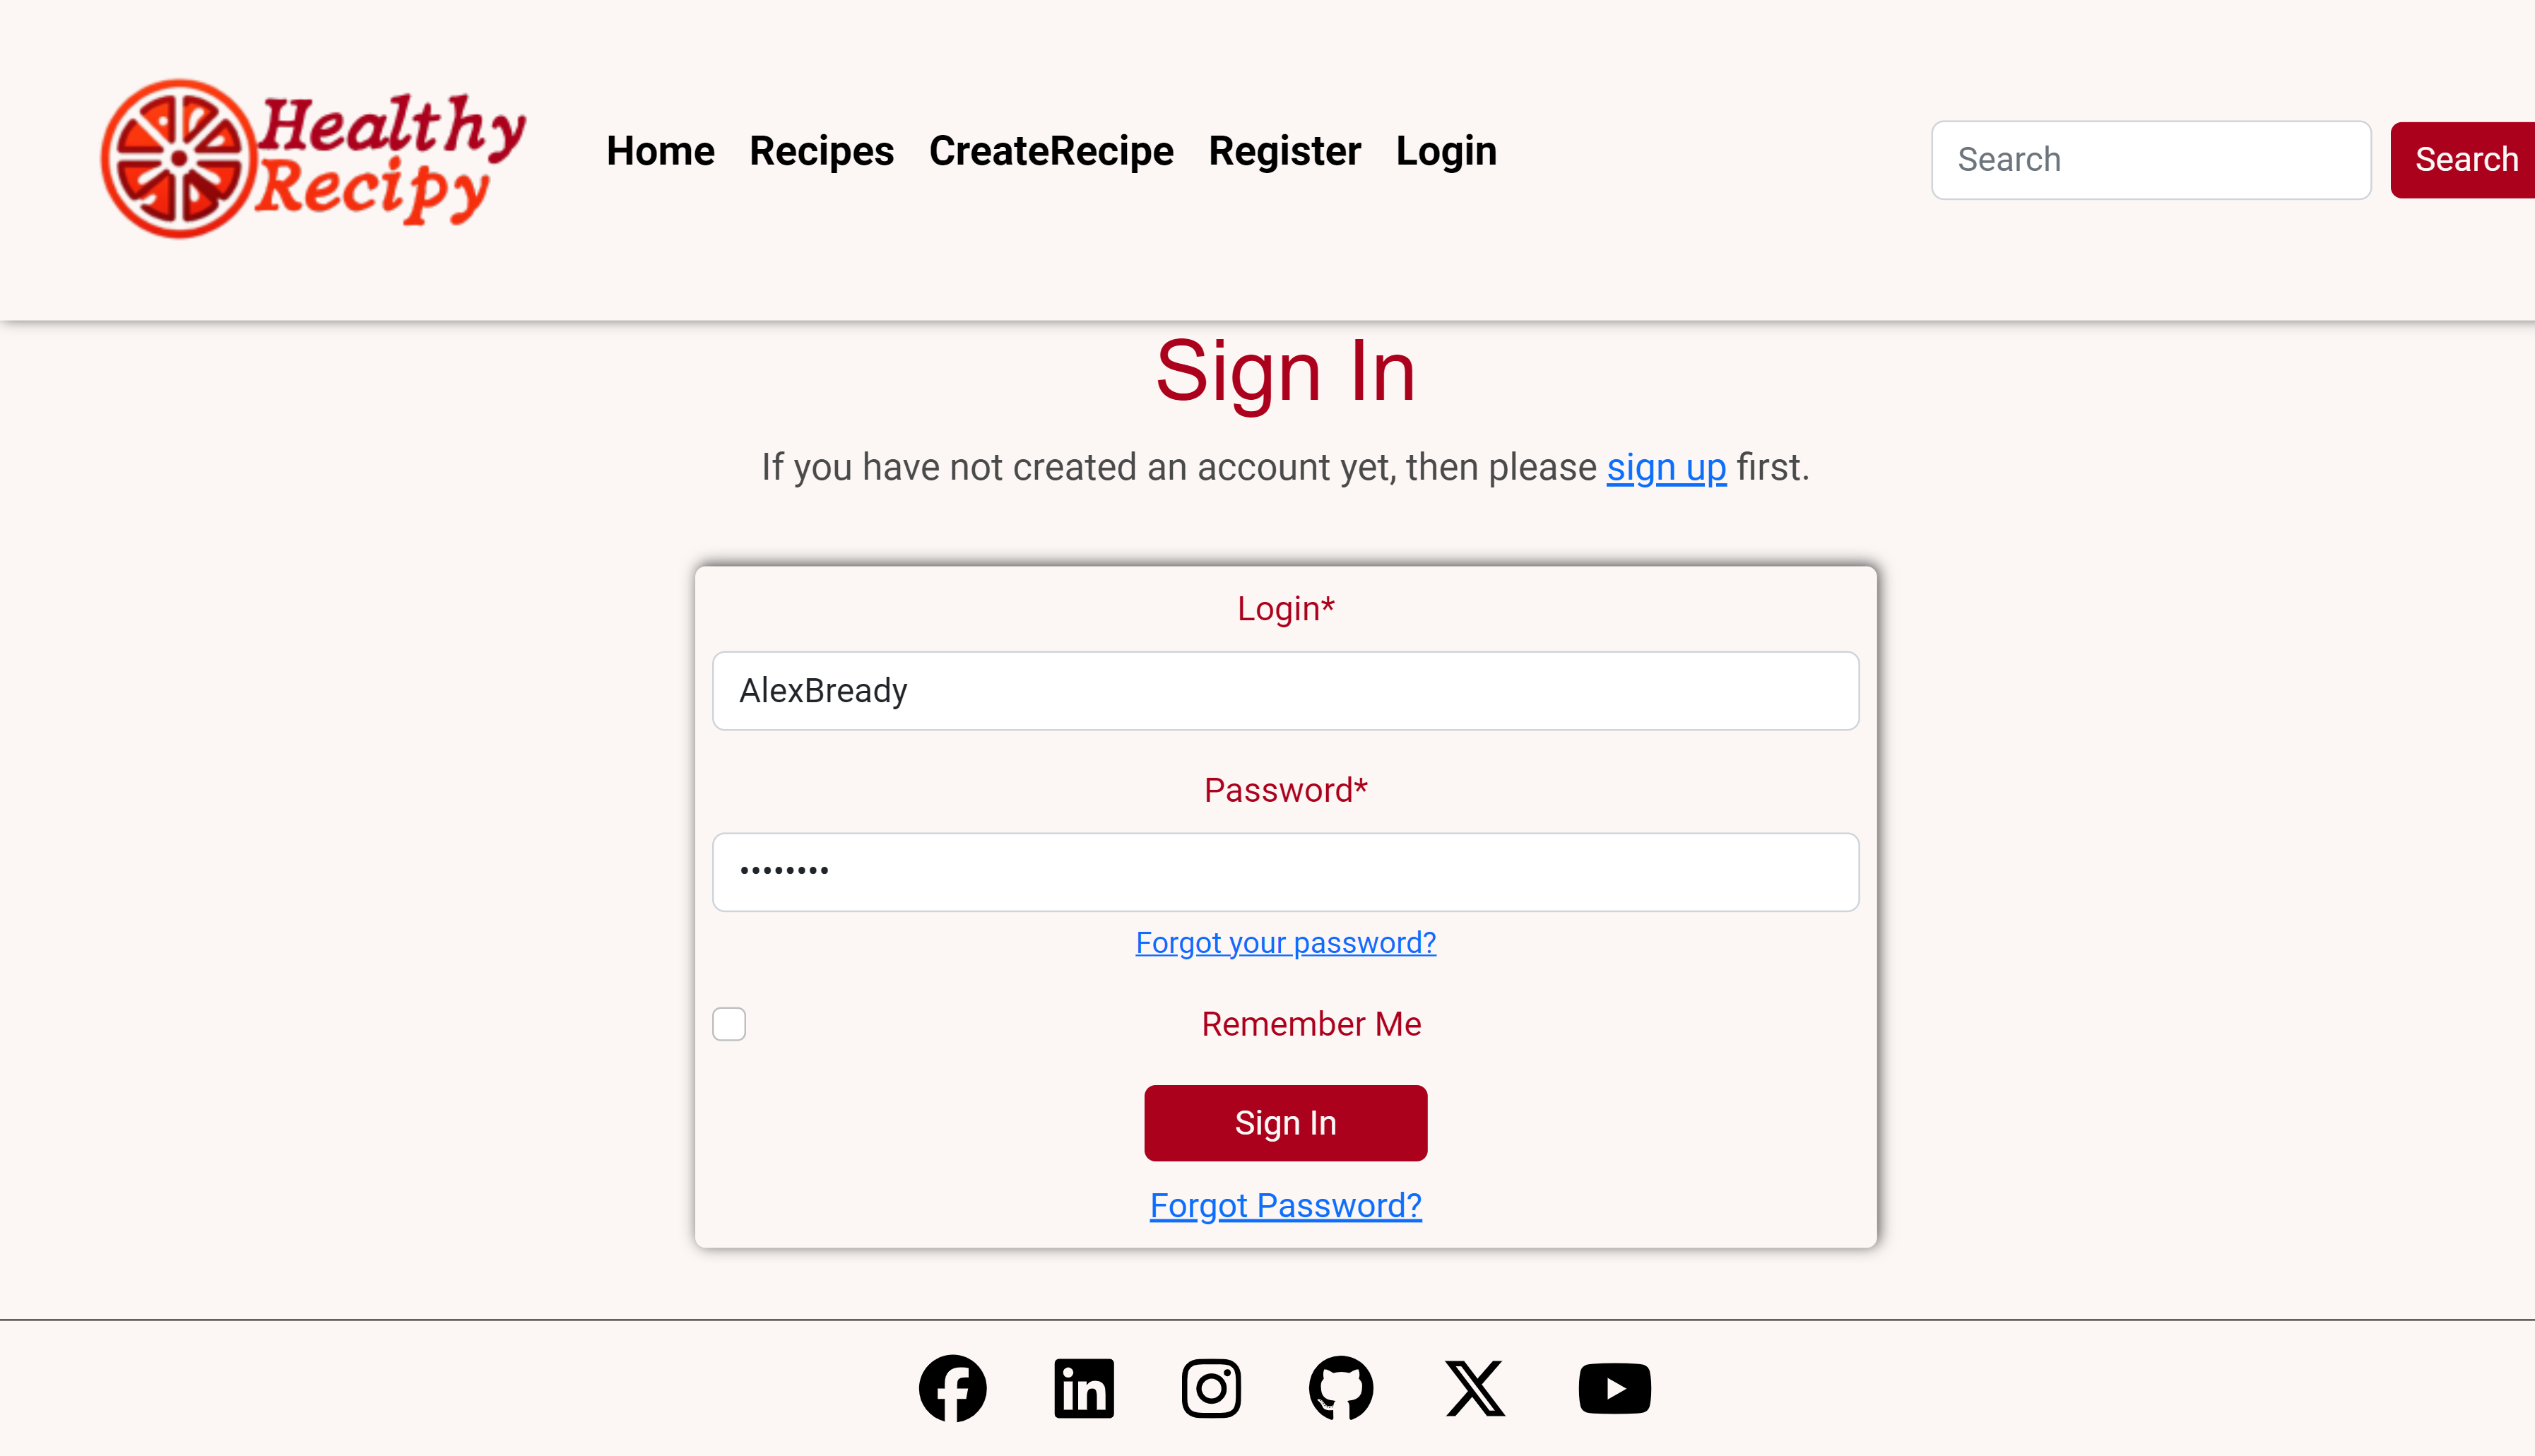 Healthy
Recipy
Home Recipes CreateRecipe Register Login
Search Search
Sign In
If you have not created an account yet, then please sign up first.
Login*
AlexBready
Password*
••••••••
Forgot your password?
Remember Me
Sign In
Forgot Password?